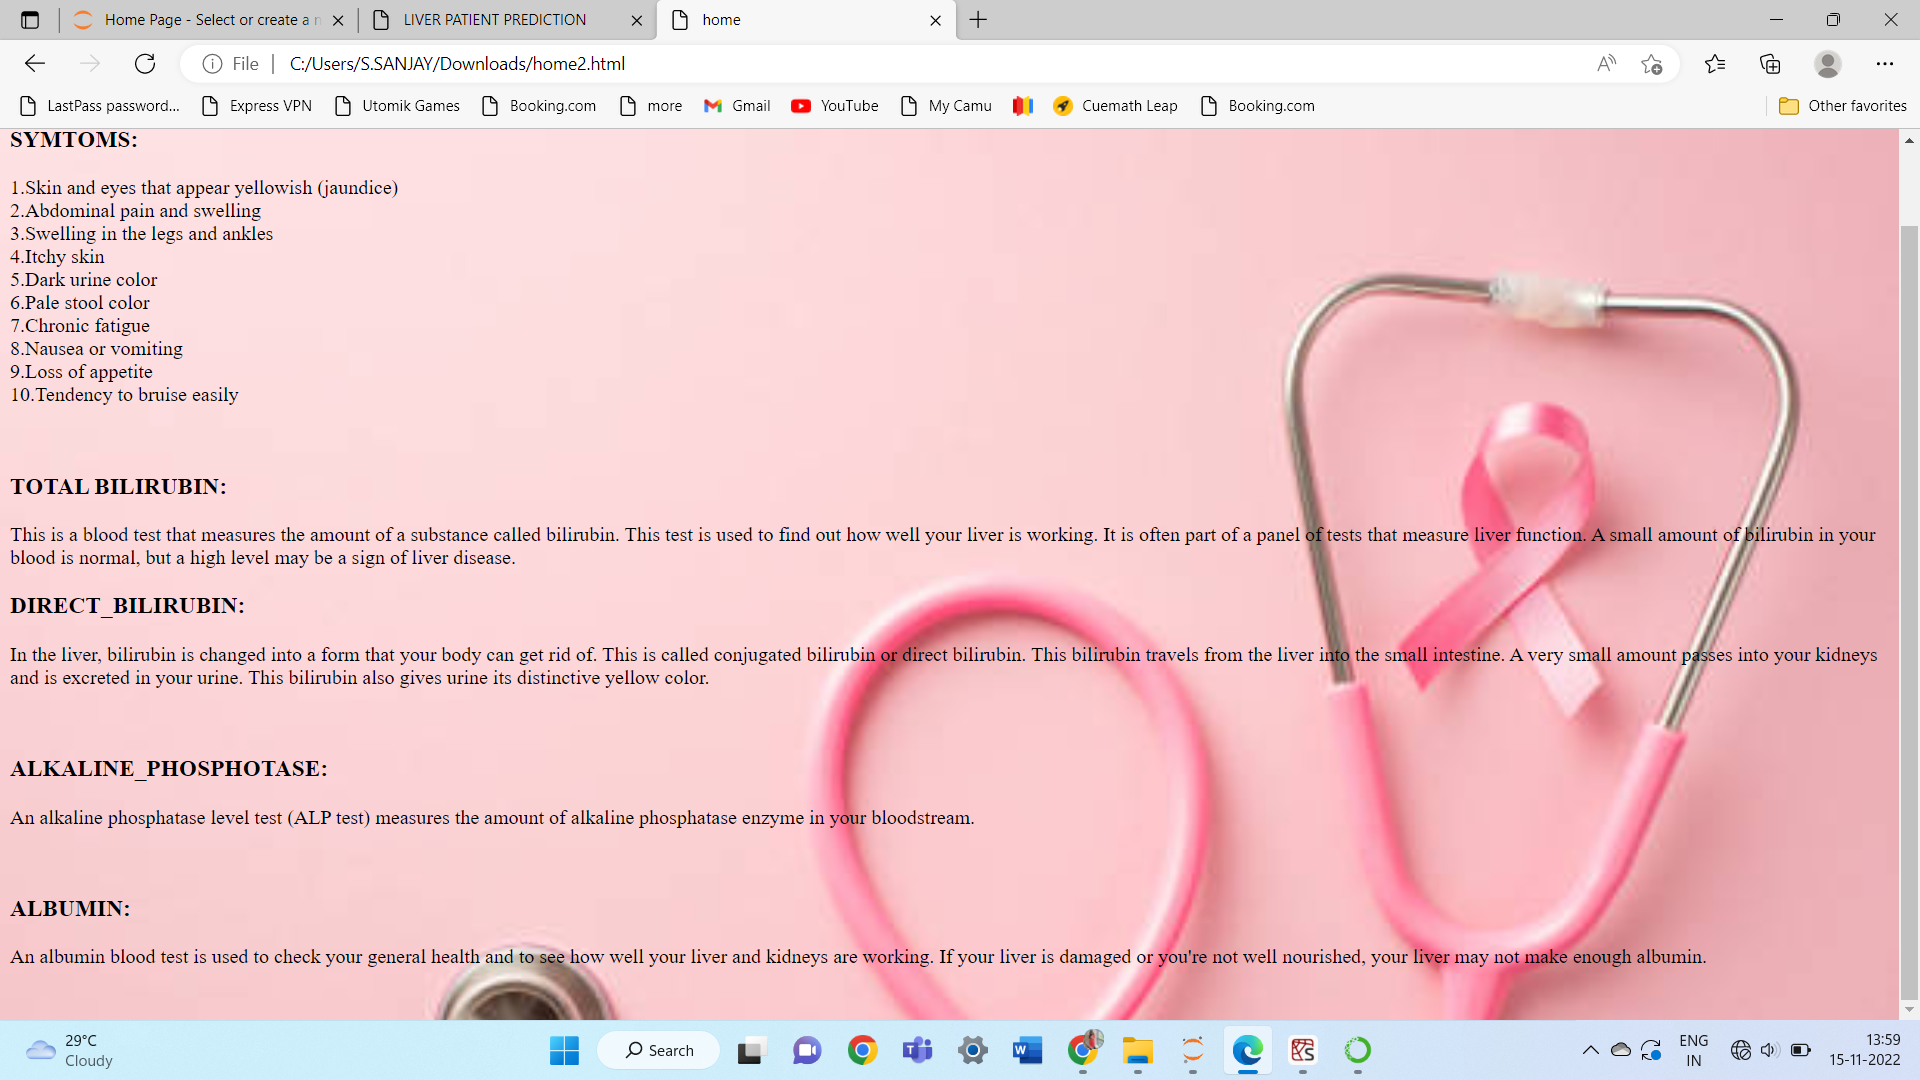 Home Page - Select or create a n
LIVER PATIENT PREDICTION
home
File
C:/Users/S.SANJAY/Downloads/home2.html
LastPass password...
Express VPN
Utomik Games
Booking.com
more
Gmail
YouTube
My Camu
Cuemath Leap
Booking.com
Other favorites
SYMTOMS:
1.Skin and eyes that appear yellowish (jaundice)
2.Abdominal pain and swelling
3.Swelling in the legs and ankles
4.Itchy skin
5.Dark urine color
6.Pale stool color
7.Chronic fatigue
8.Nausea or vomiting
9.Loss of appetite
10.Tendency to bruise easily
TOTAL BILIRUBIN:
This is a blood test that measures the amount of a substance called bilirubin. This test is used to find out how well your liver is working. It is often part of a panel of tests that measure liver function. A small amount of bilirubin in your
blood is normal, but a high level may be a sign of liver disease.
DIRECT_BILIRUBIN:
In the liver, bilirubin is changed into a form that your body can get rid of. This is called conjugated bilirubin or direct bilirubin. This bilirubin travels from the liver into the small intestine. A very small amount passes into your kidneys
and is excreted in your urine. This bilirubin also gives urine its distinctive yellow color.
ALKALINE_PHOSPHOTASE:
An alkaline phosphatase level test (ALP test) measures the amount of alkaline phosphatase enzyme in your bloodstream.
ALBUMIN:
An albumin blood test is used to check your general health and to see how well your liver and kidneys are working. If your liver is damaged or you're not well nourished, your liver may not make enough albumin.
29°C
Cloudy
Search
ENG
IN
13:59
15-11-2022